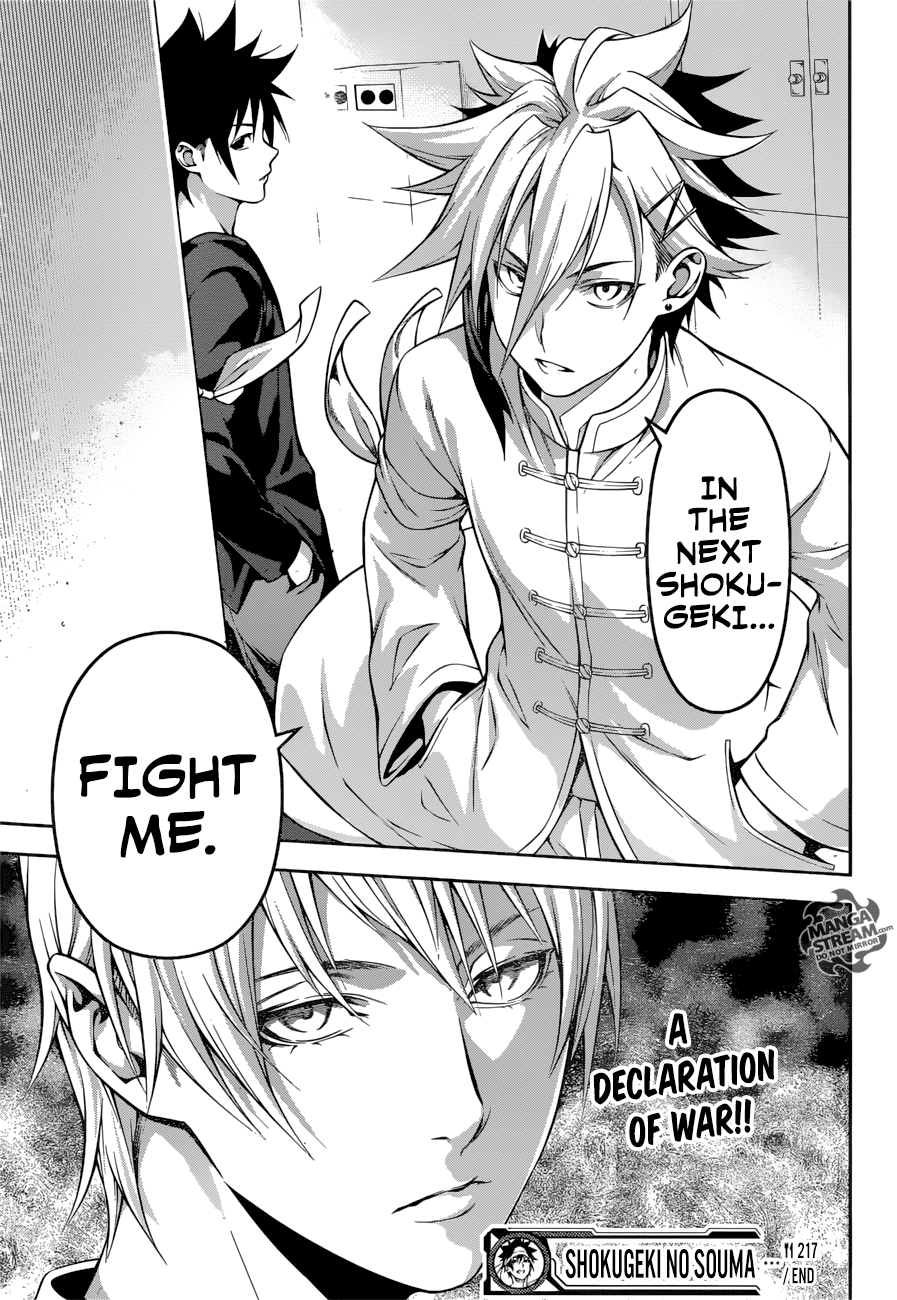 IN
THE
NEXT
SHOKU-
GEKI...
FIGHT
ME.
MANGA
STREAM.com
DO NOT MIRROR
A
DECLARATION
OF WAR!!
SHOKUGEKI NO SOUMA .... 217
/ END